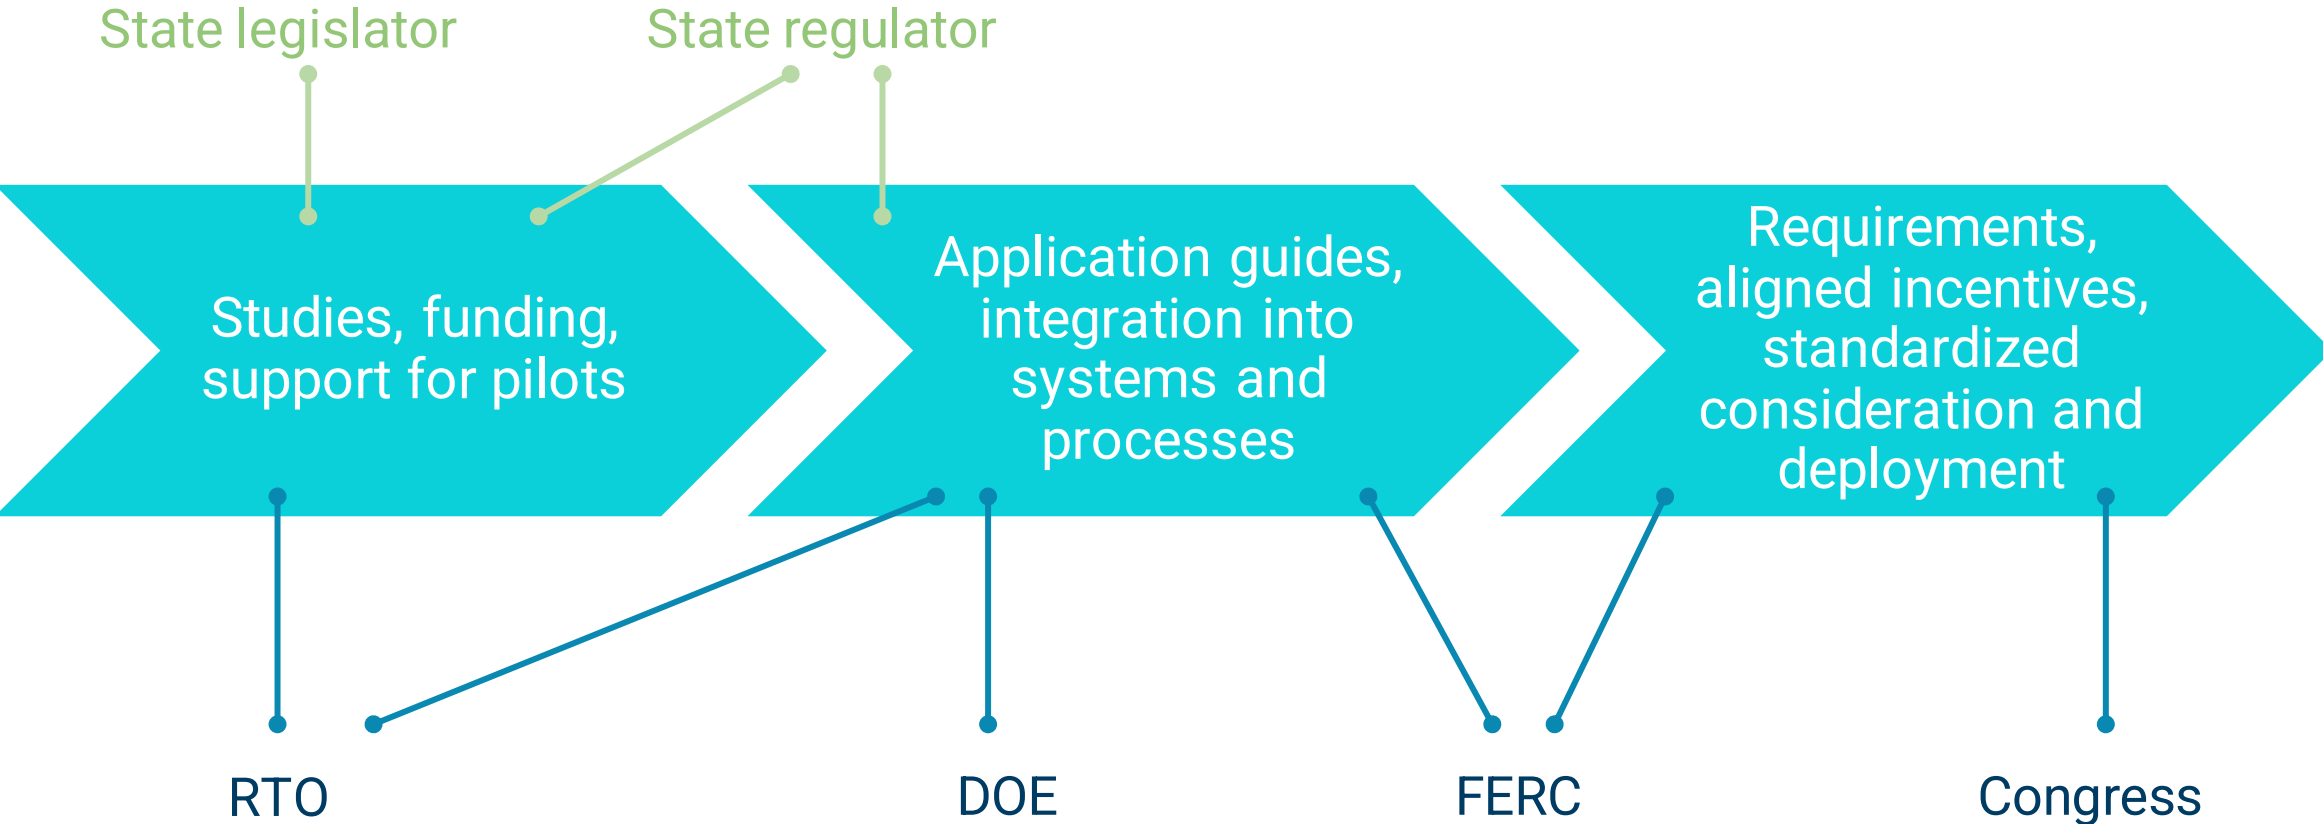 State legislator
State regulator
Studies, funding,
support for pilots
Application guides,
integration into
systems and
processes
Requirements,
aligned incentives,
standardized
consideration and
deployment
RTO
DOE
FERC
Congress